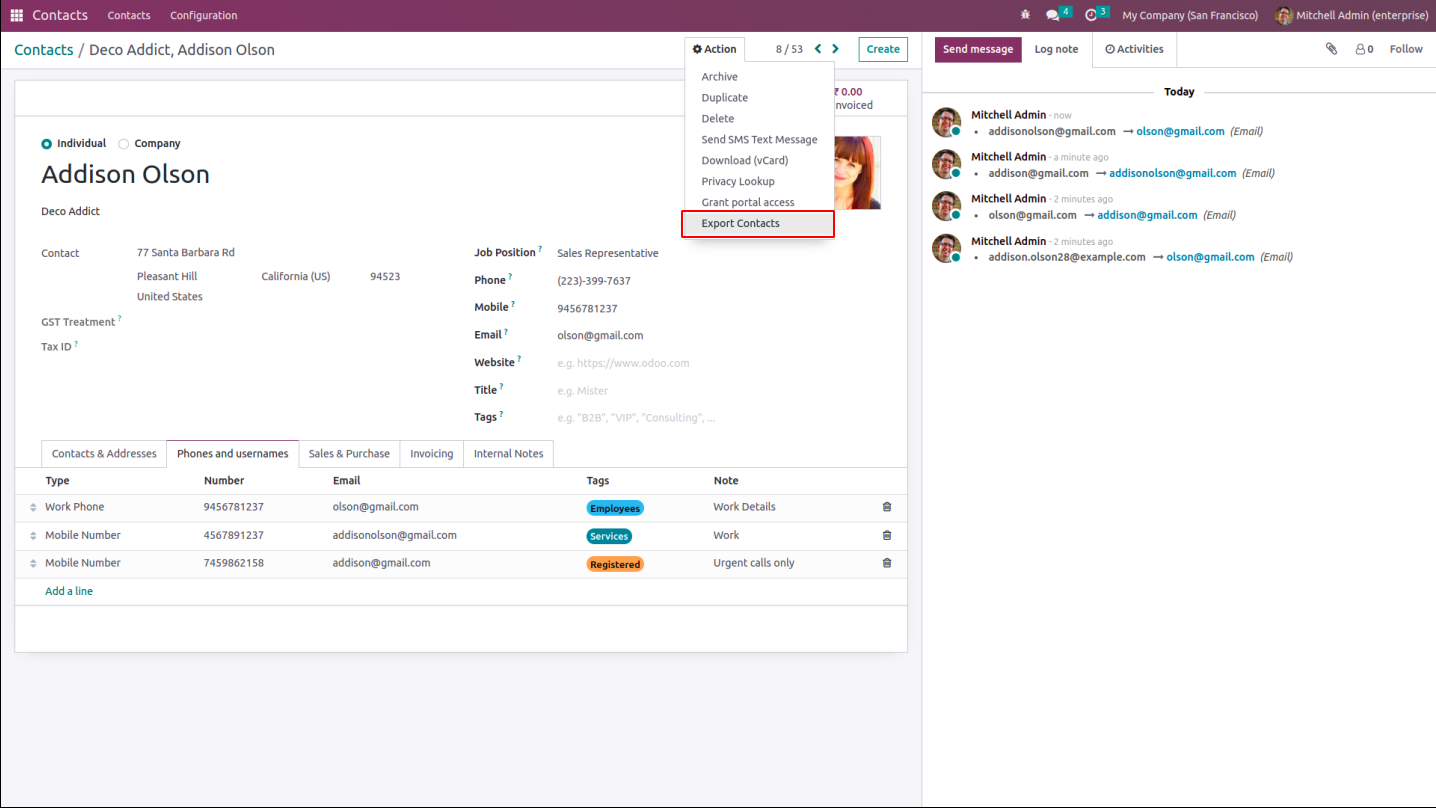 Contacts Contacts Configuration 4 3 My Company (San Francisco) Mitchell Admin (enterprise)
Contacts / Deco Addict, Addison Olson Action 8 / 53 Create
Send message Log note Activities 0 Follow
Archive
Duplicate
Delete
Send SMS Text Message
Download (vCard)
Privacy Lookup
Grant portal access
Export Contacts
₹ 0.00
nvoiced
Individual Company
Addison Olson
Deco Addict
Contact 77 Santa Barbara Rd
Pleasant Hill California (US) 94523
United States
GST Treatment ?
Tax ID ?
Job Position ? Sales Representative
Phone ? (223)-399-7637
Mobile ? 9456781237
Email ? olson@gmail.com
Website ? e.g. https://www.odoo.com
Title ? e.g. Mister
Tags ? e.g. "B2B", "VIP", "Consulting", ...
Contacts & Addresses Phones and usernames Sales & Purchase Invoicing Internal Notes
Type Number Email Tags Note
Work Phone 9456781237 olson@gmail.com Employees Work Details
Mobile Number 4567891237 addisonolson@gmail.com Services Work
Mobile Number 7459862158 addison@gmail.com Registered Urgent calls only
Add a line
Today
Mitchell Admin - now
• addisonolson@gmail.com → olson@gmail.com (Email)
Mitchell Admin - a minute ago
• addison@gmail.com → addisonolson@gmail.com (Email)
Mitchell Admin - 2 minutes ago
• olson@gmail.com → addison@gmail.com (Email)
Mitchell Admin - 2 minutes ago
• addison.olson28@example.com → olson@gmail.com (Email)